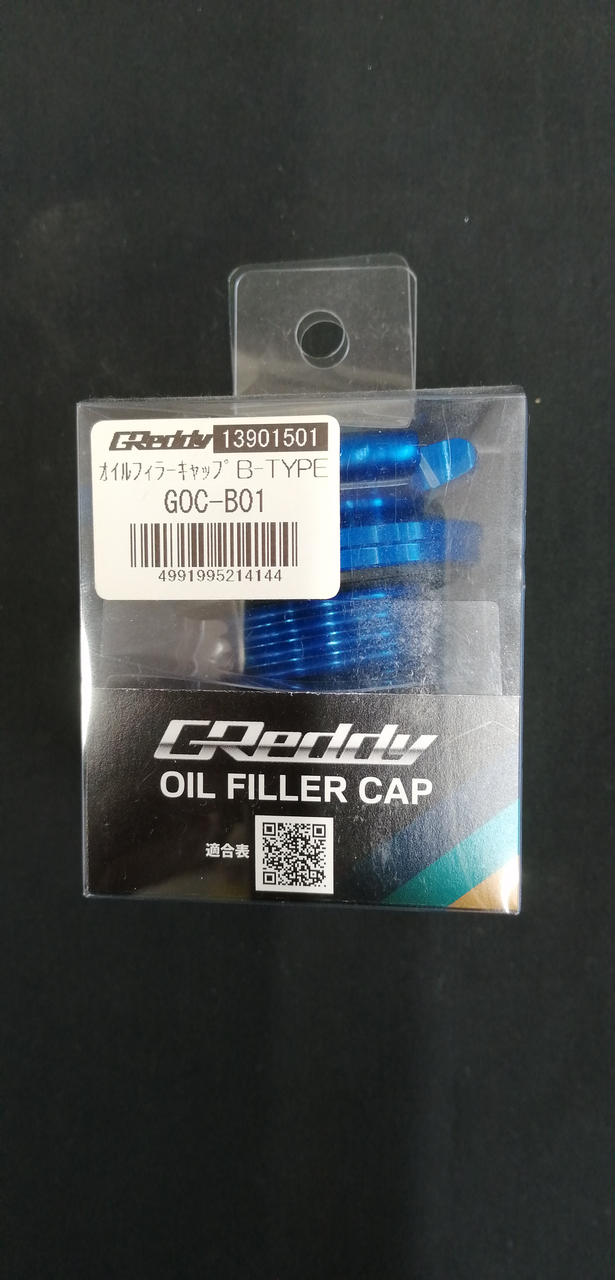 GReddy 13901501
ｵｲﾙﾌｨﾗｰｷｬｯﾌﾟ B-TYPE
GOC-B01
4991995214144
GReddy
OIL FILLER CAP
適合表